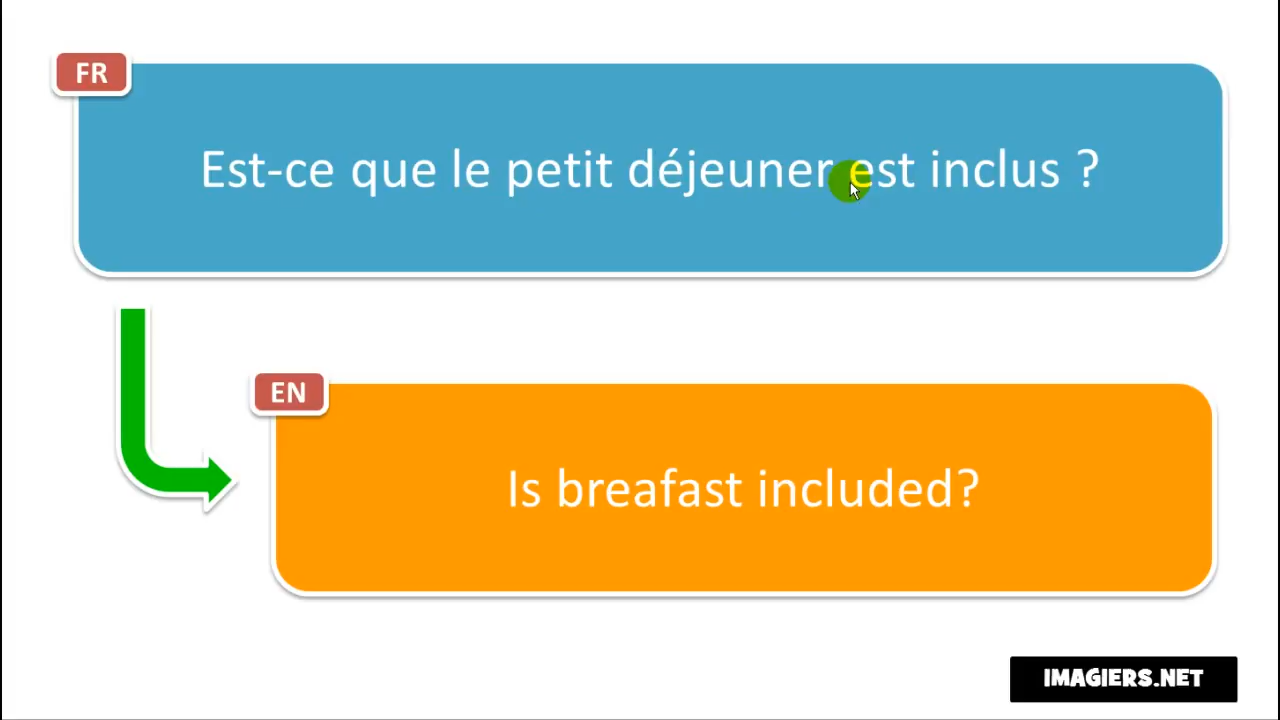 FR
Est-ce que le petit déjeuner est inclus ?
EN
Is breafast included?
IMAGIERS.NET